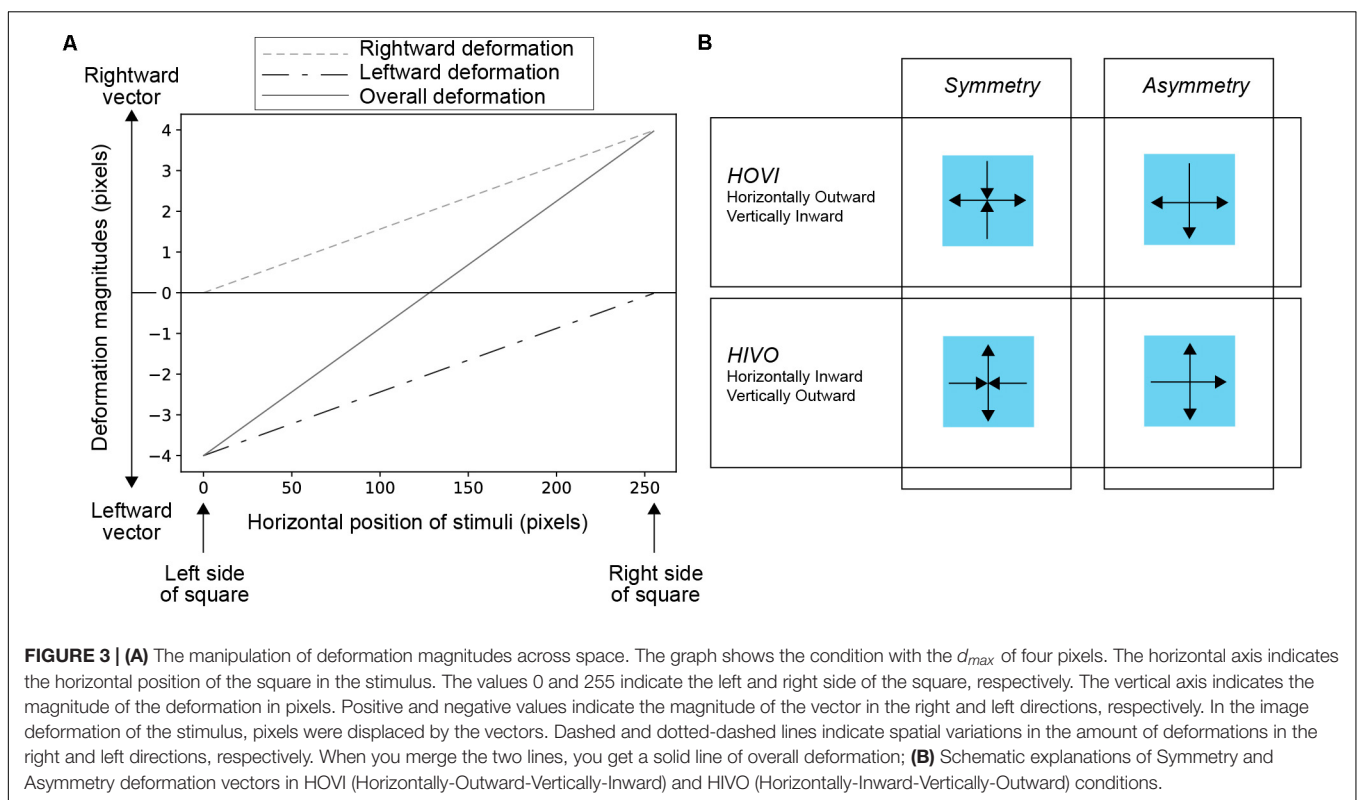 A
Rightward deformation
Leftward deformation
Overall deformation
Rightward
vector
Deformation magnitudes (pixels)
4
3
2
1
0
−1
−2
−3
−4
0 50 100 150 200 250
Leftward
vector
Horizontal position of stimuli (pixels)
Left side
of square
Right side
of square
B
Symmetry Asymmetry
HOVI
Horizontally Outward
Vertically Inward
HIVO
Horizontally Inward
Vertically Outward
FIGURE 3 | (A) The manipulation of deformation magnitudes across space. The graph shows the condition with the dmax of four pixels. The horizontal axis indicates
the horizontal position of the square in the stimulus. The values 0 and 255 indicate the left and right side of the square, respectively. The vertical axis indicates the
magnitude of the deformation in pixels. Positive and negative values indicate the magnitude of the vector in the right and left directions, respectively. In the image
deformation of the stimulus, pixels were displaced by the vectors. Dashed and dotted-dashed lines indicate spatial variations in the amount of deformations in the
right and left directions, respectively. When you merge the two lines, you get a solid line of overall deformation; (B) Schematic explanations of Symmetry and
Asymmetry deformation vectors in HOVI (Horizontally-Outward-Vertically-Inward) and HIVO (Horizontally-Inward-Vertically-Outward) conditions.